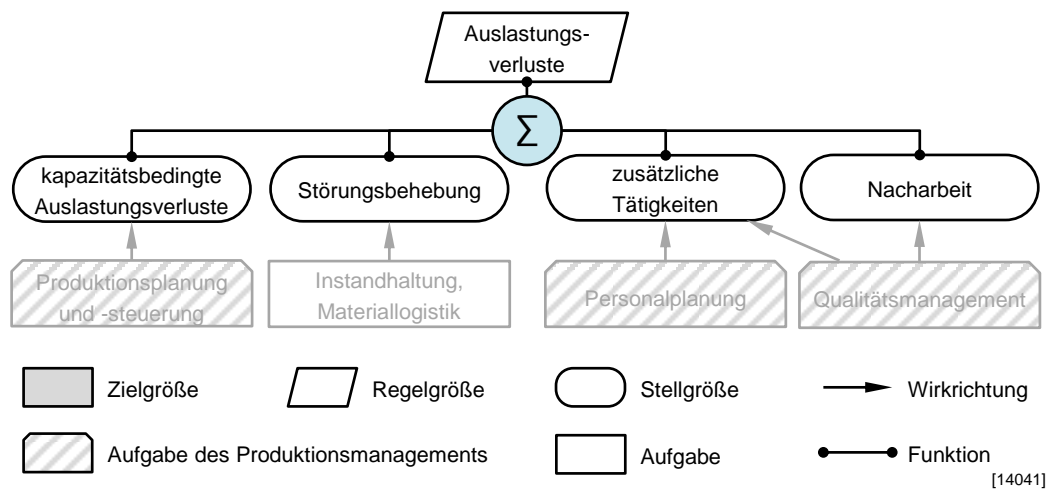 Auslastungs-
verluste
Σ
kapazitätsbedingte
Auslastungsverluste
Störungsbehebung
zusätzliche
Tätigkeiten
Nacharbeit
Produktionsplanung
und -steuerung
Instandhaltung,
Materiallogistik
Personalplanung
Qualitätsmanagement
Zielgröße
Regelgröße
Stellgröße
Wirkrichtung
Aufgabe des Produktionsmanagements
Aufgabe
Funktion
[14041]